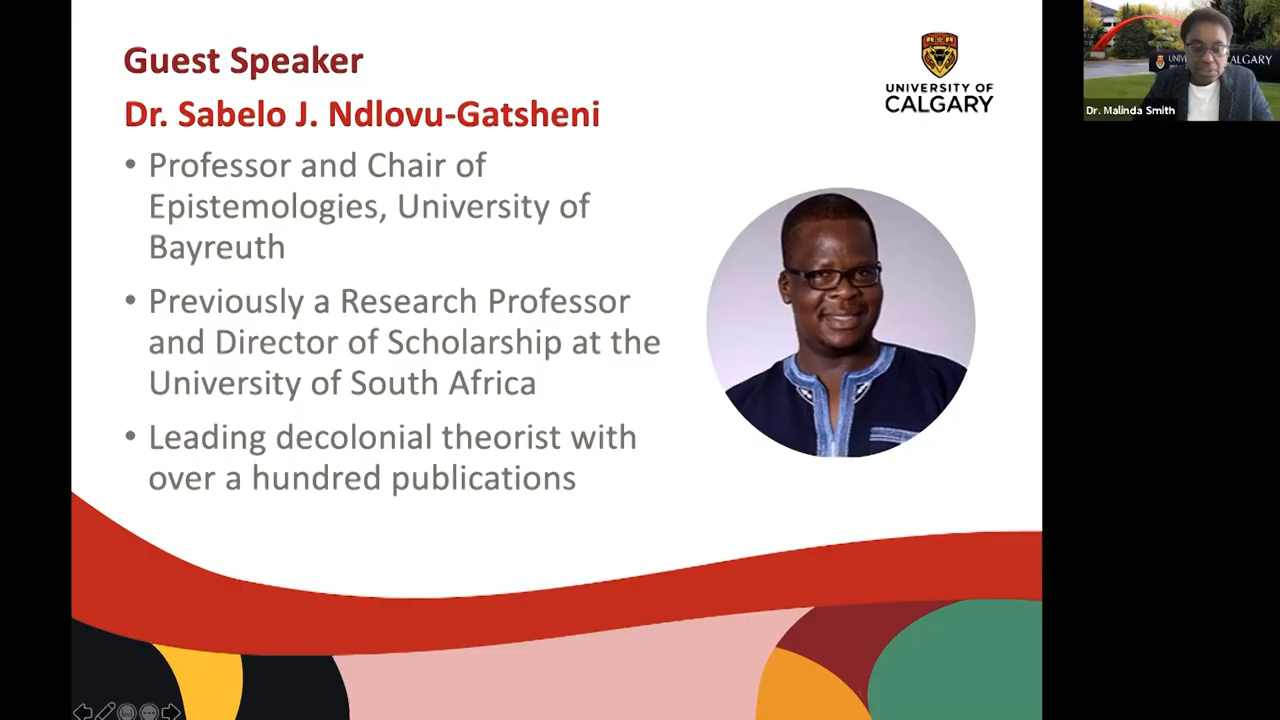 Guest Speaker
Dr. Sabelo J. Ndlovu-Gatsheni
• Professor and Chair of
Epistemologies, University of
Bayreuth
• Previously a Research Professor
and Director of Scholarship at the
University of South Africa
• Leading decolonial theorist with
over a hundred publications
UNIVERSITY OF
CALGARY
CALGARY
Dr. Malinda Smith